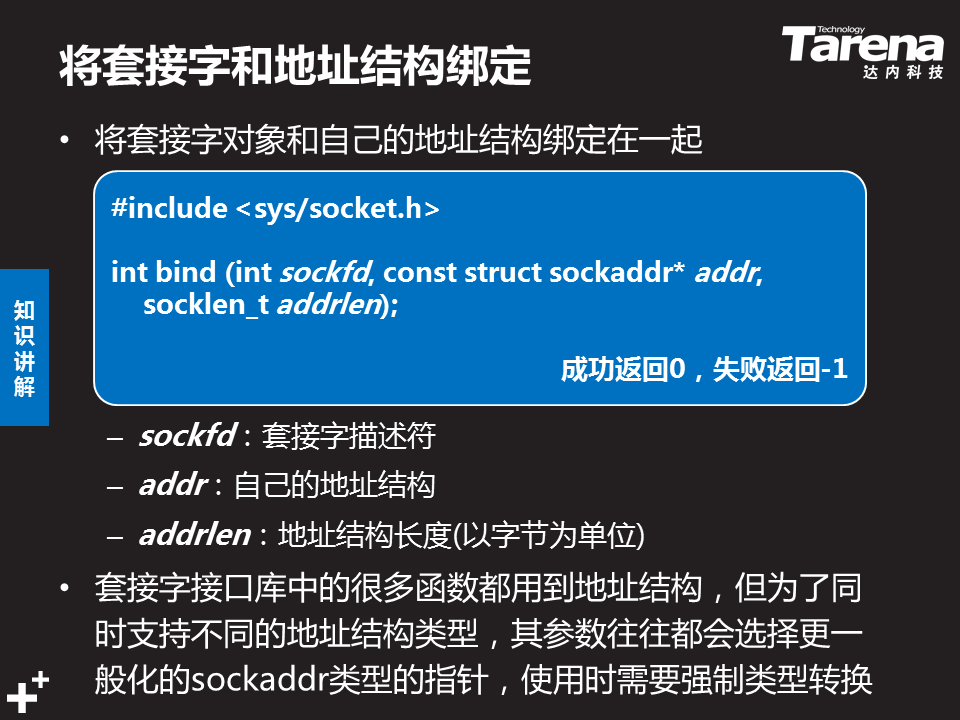 将套接字和地址结构绑定
Technology
Tarena
达内科技
• 将套接字对象和自己的地址结构绑定在一起
#include <sys/socket.h>
int bind (int sockfd, const struct sockaddr* addr,
socklen_t addrlen);
成功返回0，失败返回-1
知识讲解
– sockfd：套接字描述符
– addr：自己的地址结构
– addrlen：地址结构长度(以字节为单位)
• 套接字接口库中的很多函数都用到地址结构，但为了同
时支持不同的地址结构类型，其参数往往都会选择更一
般化的sockaddr类型的指针，使用时需要强制类型转换